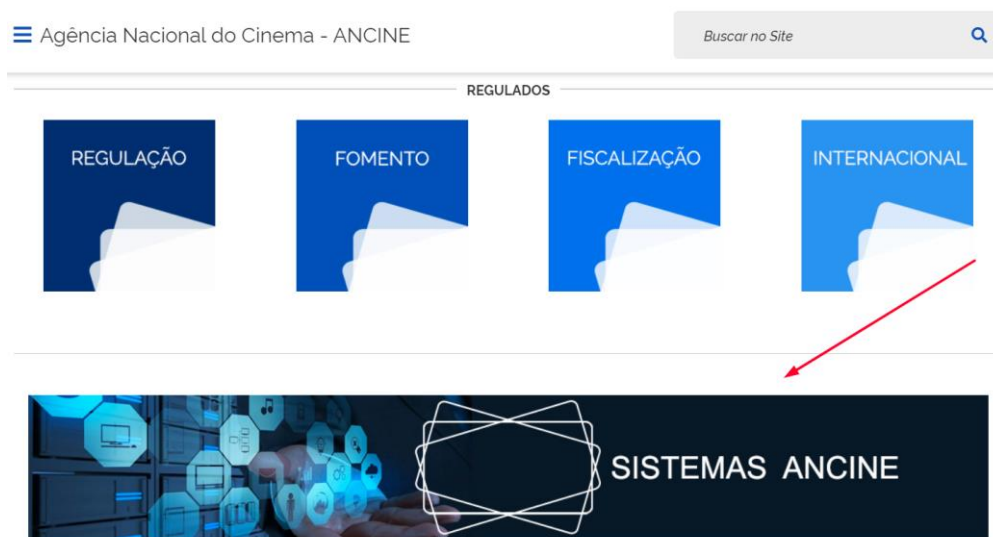 Agência Nacional do Cinema - ANCINE
Buscar no Site
REGULADOS
REGULAÇÃO
FOMENTO
FISCALIZAÇÃO
INTERNACIONAL
SISTEMAS ANCINE